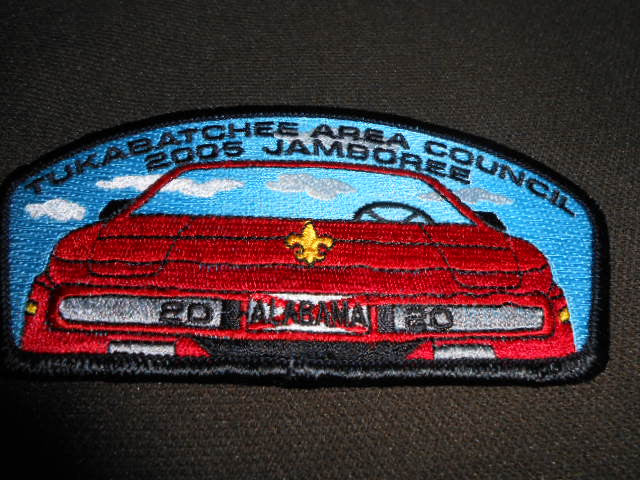 TUKABATCHEE AREA COUNCIL
2005 JAMBOREE
20 ALABAMA 20